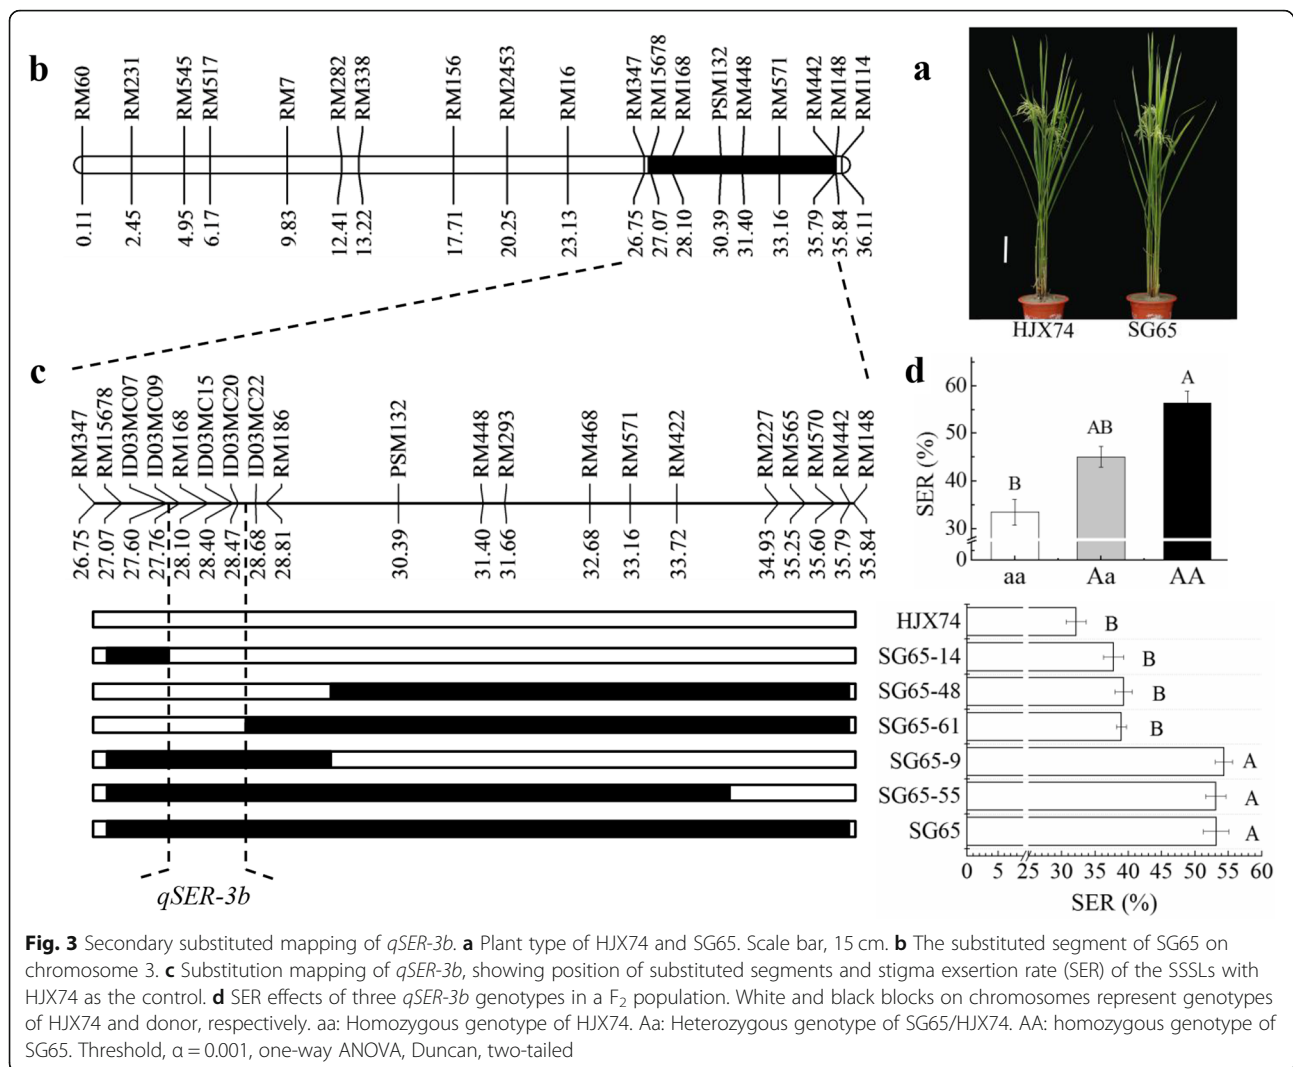 b
RM60
RM231
RM545
RM517
RM7
RM282
RM338
RM156
RM2453
RM16
RM347
RM15678
RM168
PSM132
RM448
RM571
RM442
RM148
RM114
0.11
2.45
4.95
6.17
9.83
12.41
13.22
17.71
20.25
23.13
26.75
27.07
28.10
30.39
31.40
33.16
35.79
35.84
36.11
a
HJX74
SG65
c
RM347
RM15678
ID03MC07
ID03MC09
RM168
ID03MC15
ID03MC20
ID03MC22
RM186
PSM132
RM448
RM293
RM468
RM571
RM422
RM227
RM565
RM570
RM442
RM148
26.75
27.07
27.60
27.76
28.10
28.40
28.47
28.68
28.81
30.39
31.40
31.66
32.68
33.16
33.72
34.93
35.25
35.60
35.79
35.84
qSER-3b
d
SER (%)
60
50
40
30
0
B
AB
A
aa
Aa
AA
HJX74 B
SG65-14 B
SG65-48 B
SG65-61 B
SG65-9 A
SG65-55 A
SG65 A
0 5 25 30 35 40 45 50 55 60
SER (%)
Fig. 3 Secondary substituted mapping of qSER-3b. a Plant type of HJX74 and SG65. Scale bar, 15 cm. b The substituted segment of SG65 on
chromosome 3. c Substitution mapping of qSER-3b, showing position of substituted segments and stigma exsertion rate (SER) of the SSSLs with
HJX74 as the control. d SER effects of three qSER-3b genotypes in a F2 population. White and black blocks on chromosomes represent genotypes
of HJX74 and donor, respectively. aa: Homozygous genotype of HJX74. Aa: Heterozygous genotype of SG65/HJX74. AA: homozygous genotype of
SG65. Threshold, α = 0.001, one-way ANOVA, Duncan, two-tailed